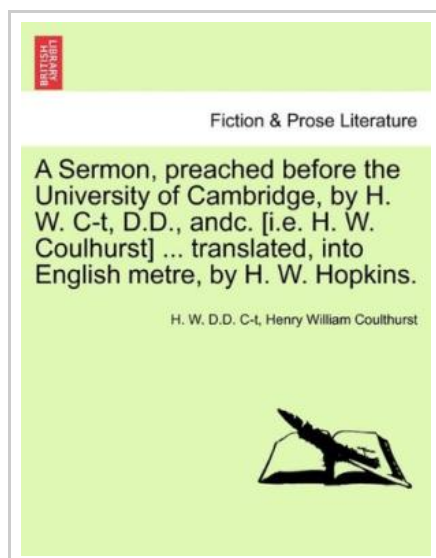 BRITISH
LIBRARY
Fiction & Prose Literature
A Sermon, preached before the
University of Cambridge, by H.
W. C-t, D.D., andc. [i.e. H. W.
Coulhurst] ... translated, into
English metre, by H. W. Hopkins.
H. W. D.D. C-t, Henry William Coulthurst